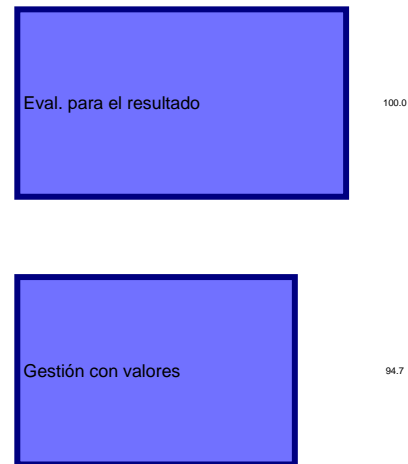 Eval. para el resultado 100.0
Gestión con valores 94.7